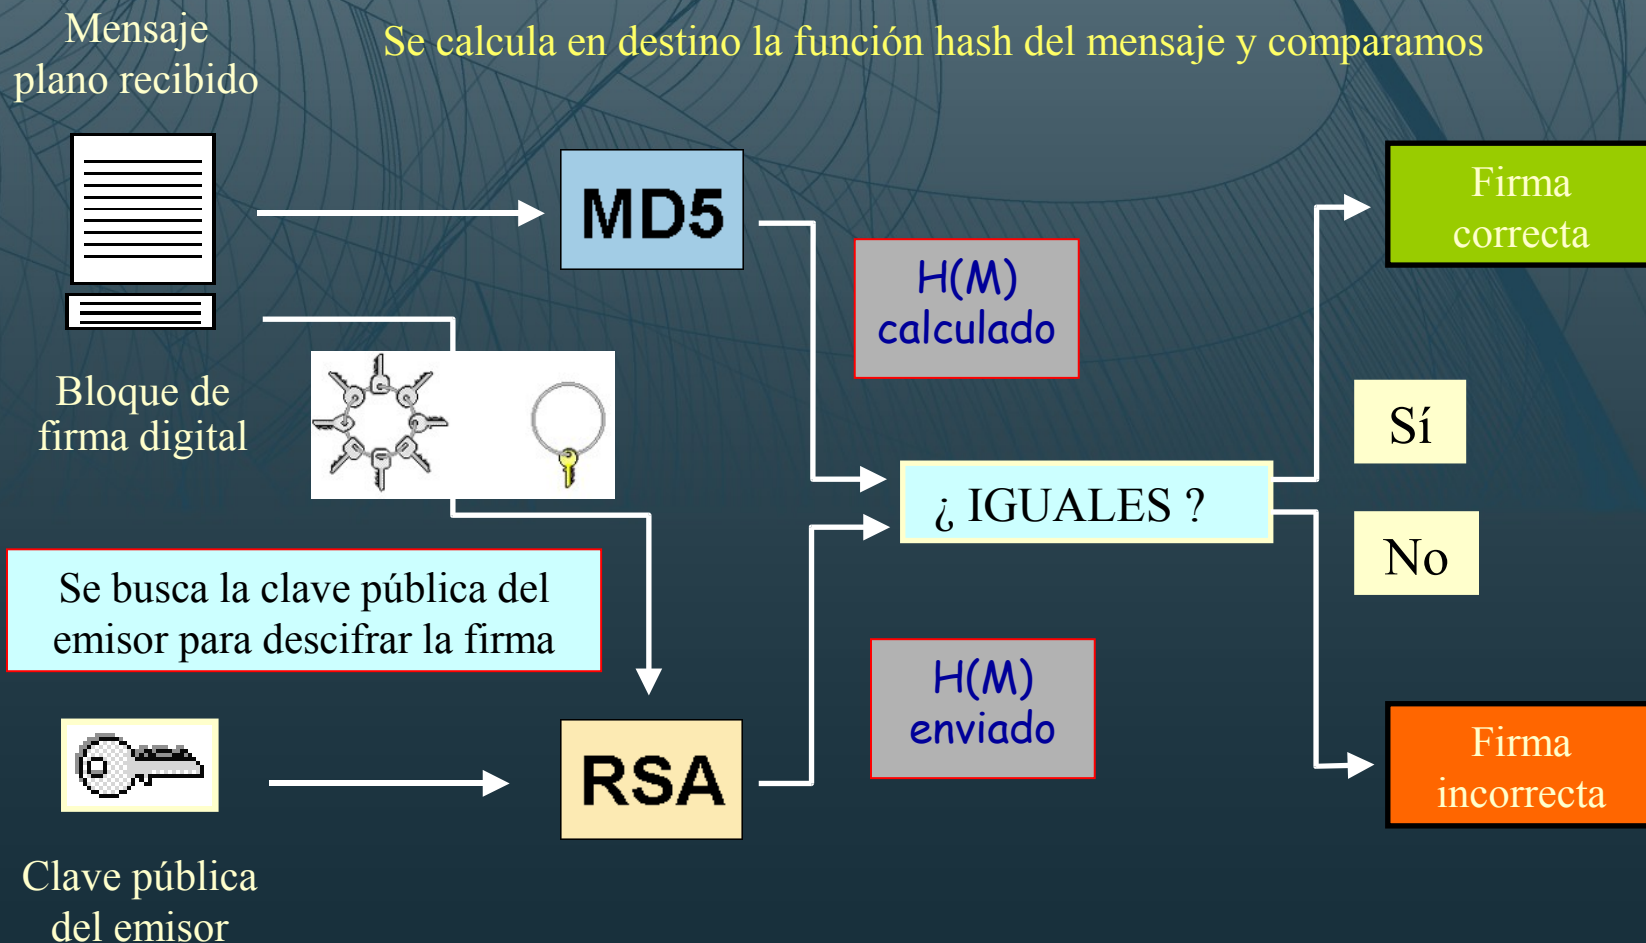 Mensaje
plano recibido
Se calcula en destino la función hash del mensaje y comparamos
MD5
H(M)
calculado
Firma
correcta
Bloque de
firma digital
Sí
¿ IGUALES ?
No
Se busca la clave pública del
emisor para descifrar la firma
H(M)
enviado
RSA
Firma
incorrecta
Clave pública
del emisor